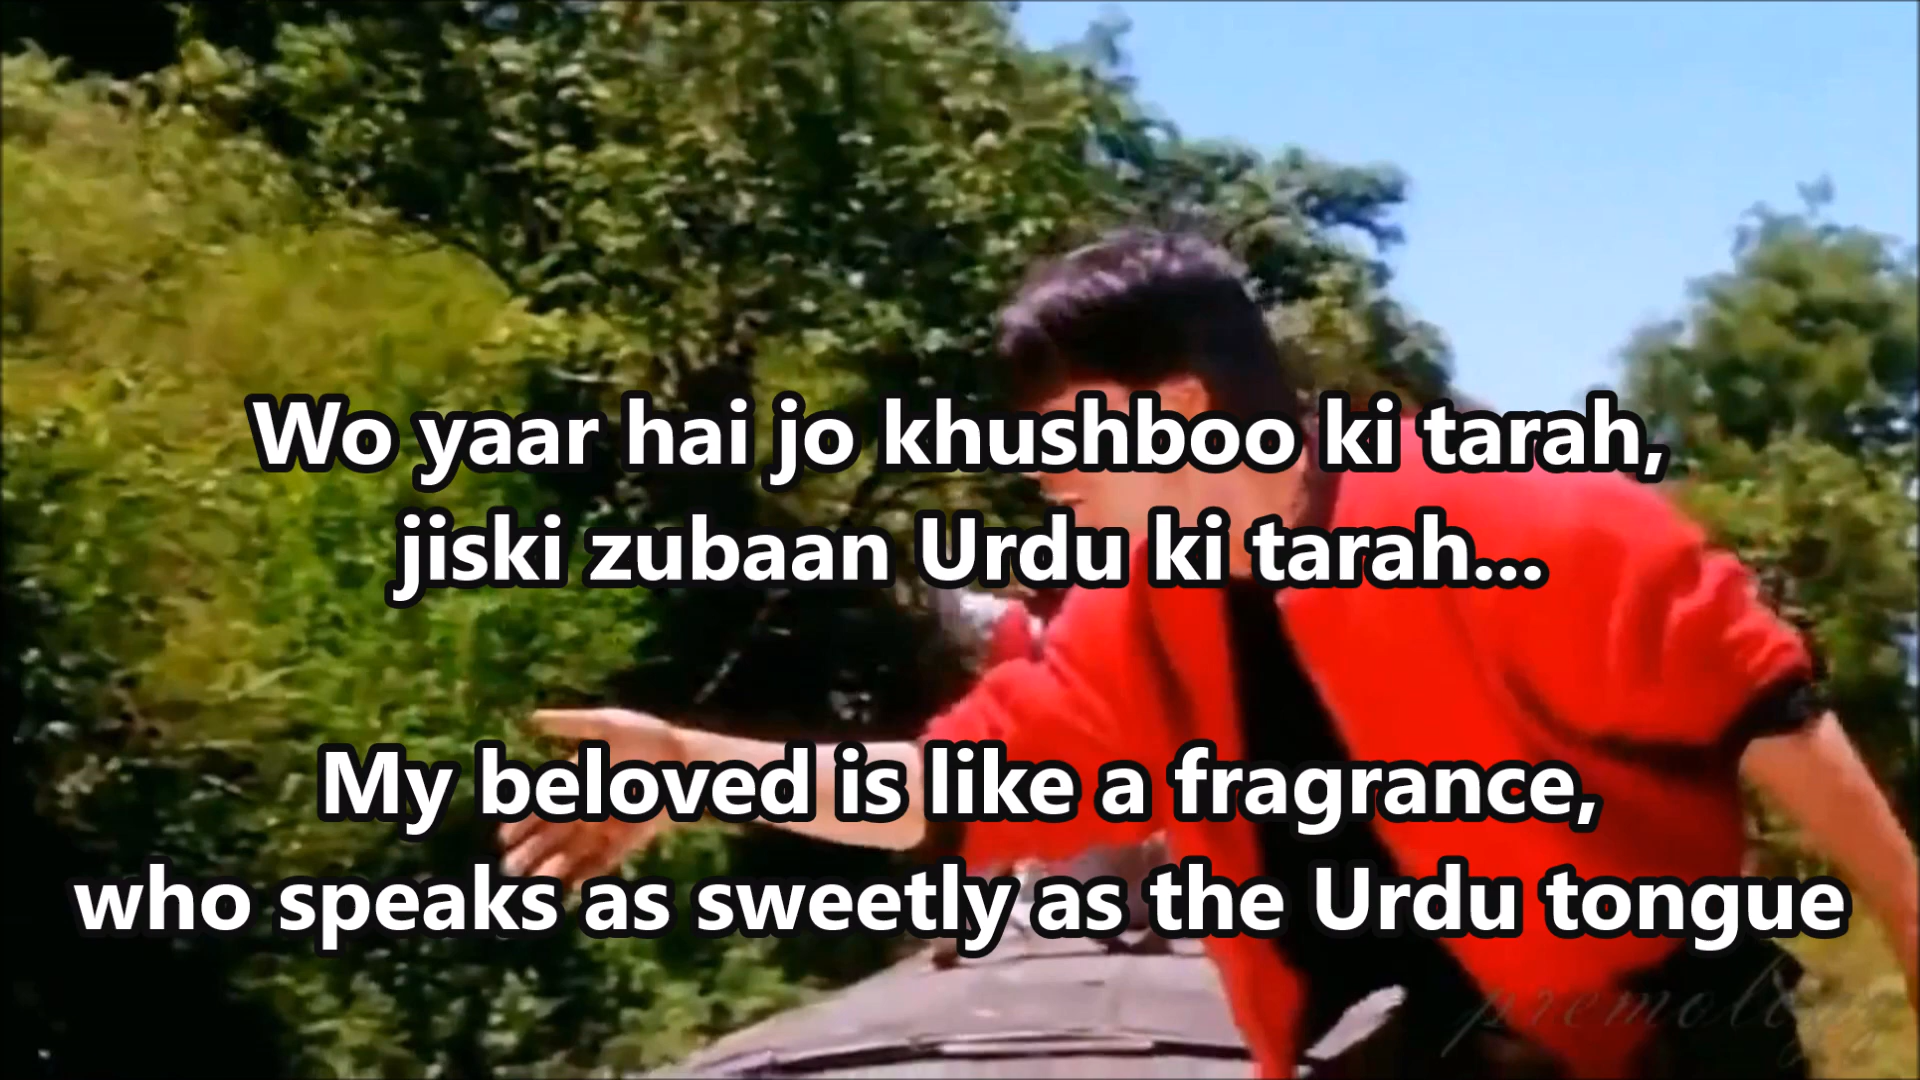 Wo yaar hai jo khushboo ki tarah,
jiski zubaan Urdu ki tarah...
My beloved is like a fragrance,
who speaks as sweetly as the Urdu tongue